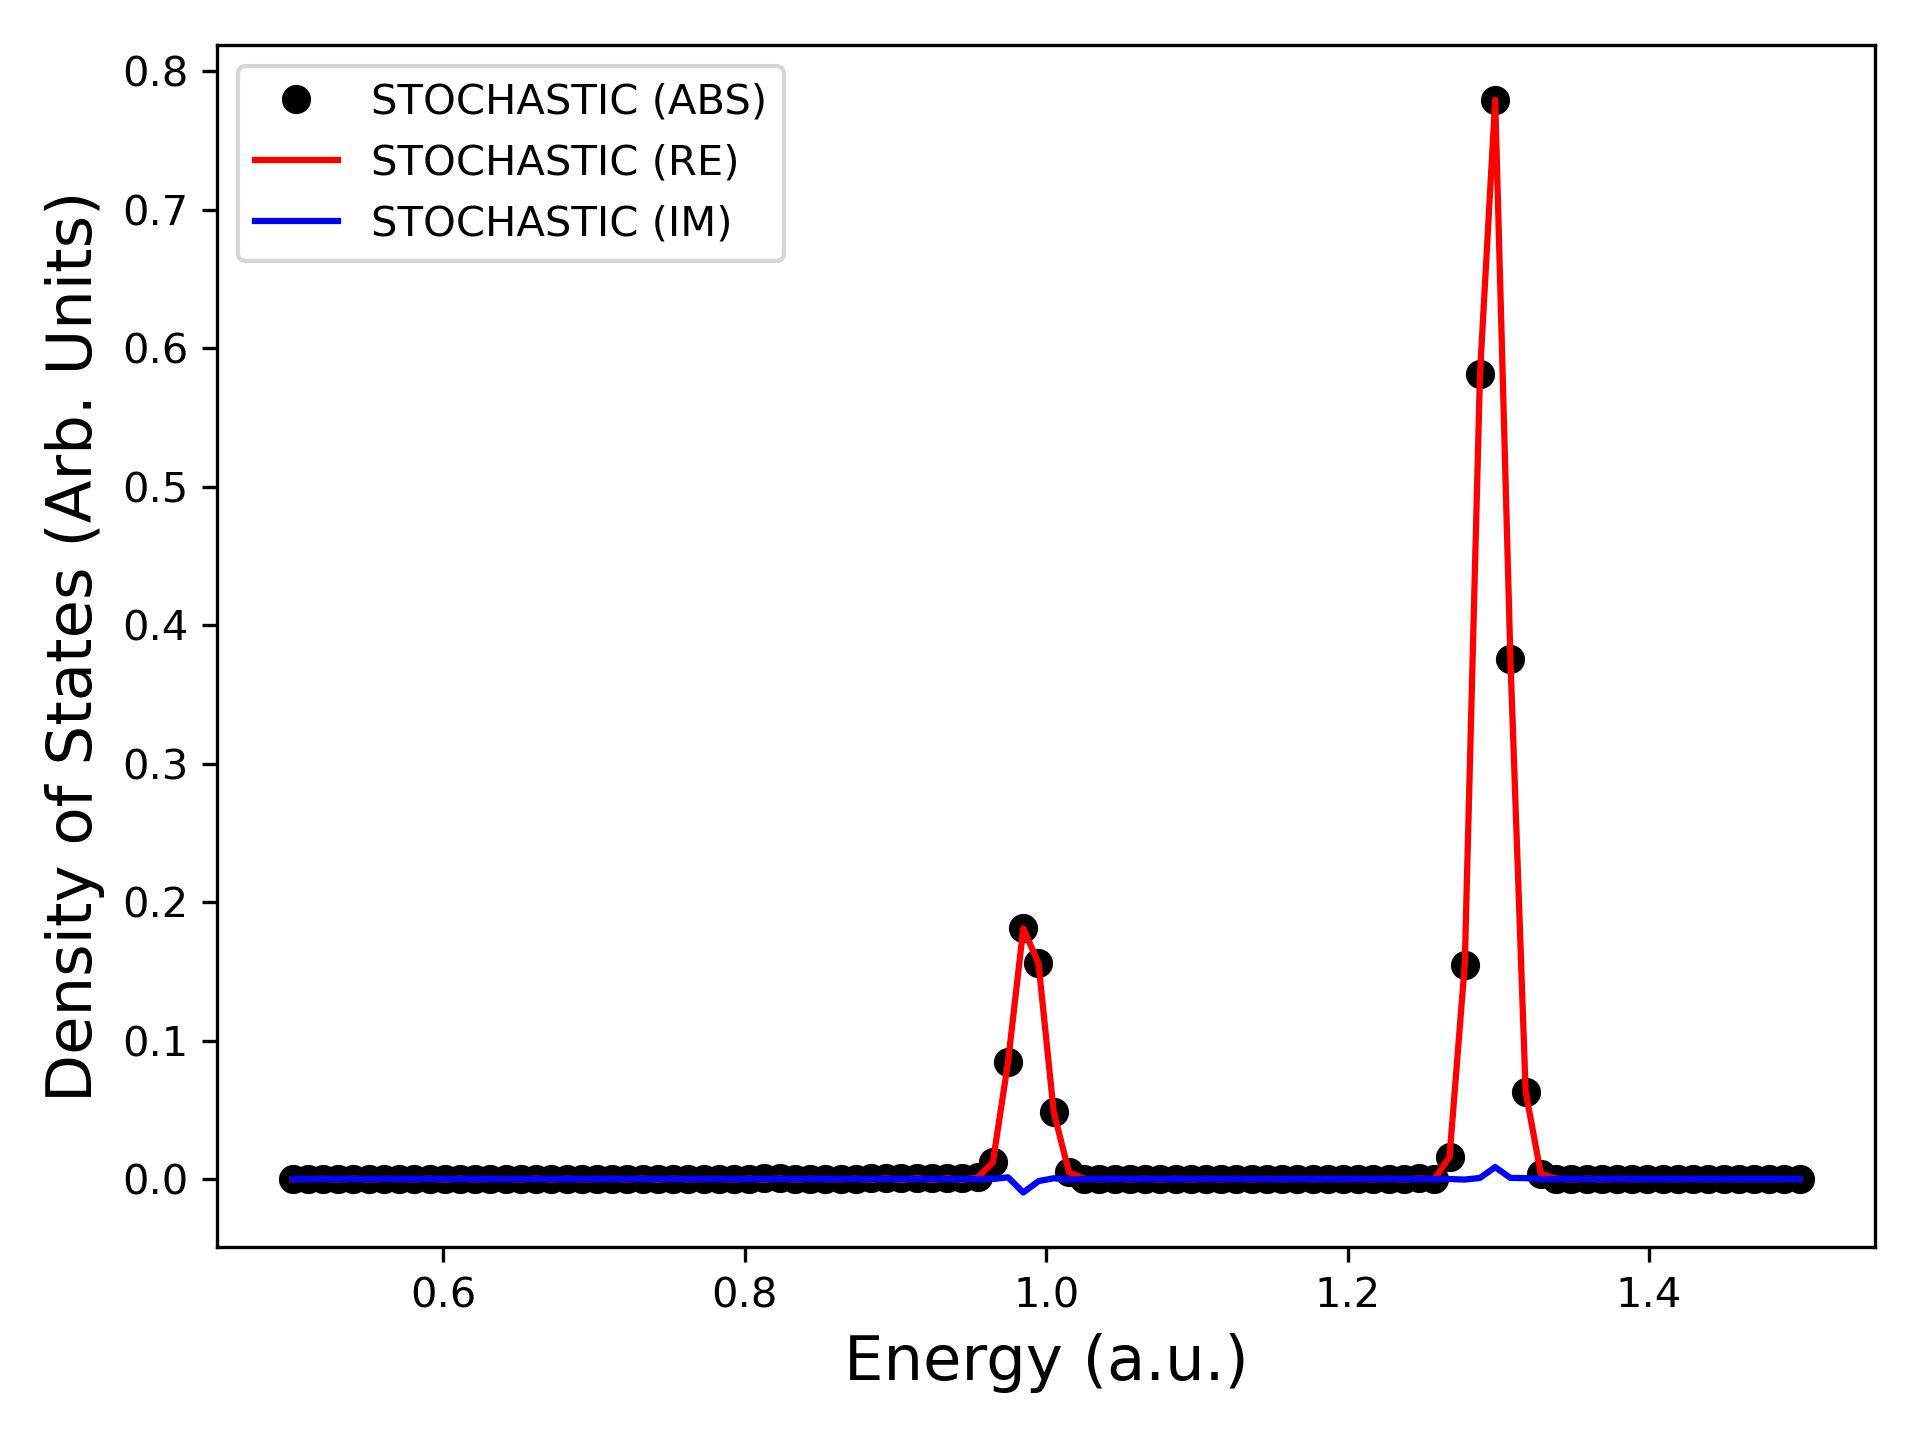 STOCHASTIC (ABS)
STOCHASTIC (RE)
STOCHASTIC (IM)
Density of States (Arb. Units)
0.8
0.7
0.6
0.5
0.4
0.3
0.2
0.1
0.0
0.6 0.8 1.0 1.2 1.4
Energy (a.u.)